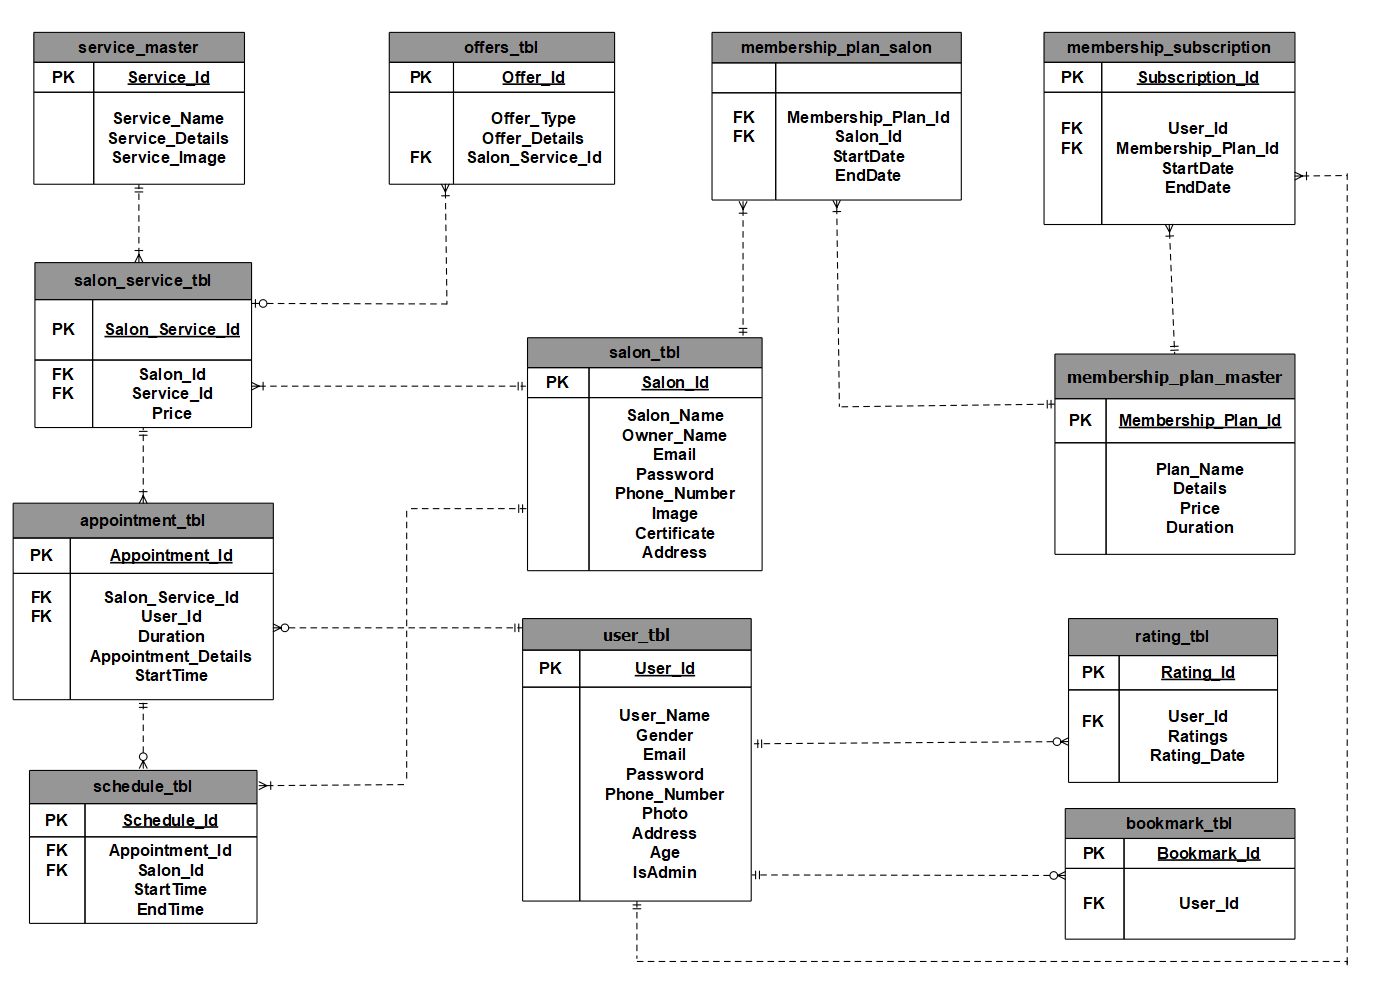 service_master
PK Service_Id
Service_Name
Service_Details
Service_Image
offers_tbl
PK Offer_Id
Offer_Type
Offer_Details
FK Salon_Service_Id
membership_plan_salon
FK Membership_Plan_Id
FK Salon_Id
StartDate
EndDate
membership_subscription
PK Subscription_Id
FK User_Id
FK Membership_Plan_Id
StartDate
EndDate
salon_service_tbl
PK Salon_Service_Id
FK Salon_Id
FK Service_Id
Price
salon_tbl
PK Salon_Id
Salon_Name
Owner_Name
Email
Password
Phone_Number
Image
Certificate
Address
membership_plan_master
PK Membership_Plan_Id
Plan_Name
Details
Price
Duration
appointment_tbl
PK Appointment_Id
FK Salon_Service_Id
FK User_Id
Duration
Appointment_Details
StartTime
user_tbl
PK User_Id
User_Name
Gender
Email
Password
Phone_Number
Photo
Address
Age
IsAdmin
rating_tbl
PK Rating_Id
FK User_Id
Ratings
Rating_Date
schedule_tbl
PK Schedule_Id
FK Appointment_Id
FK Salon_Id
StartTime
EndTime
bookmark_tbl
PK Bookmark_Id
FK User_Id